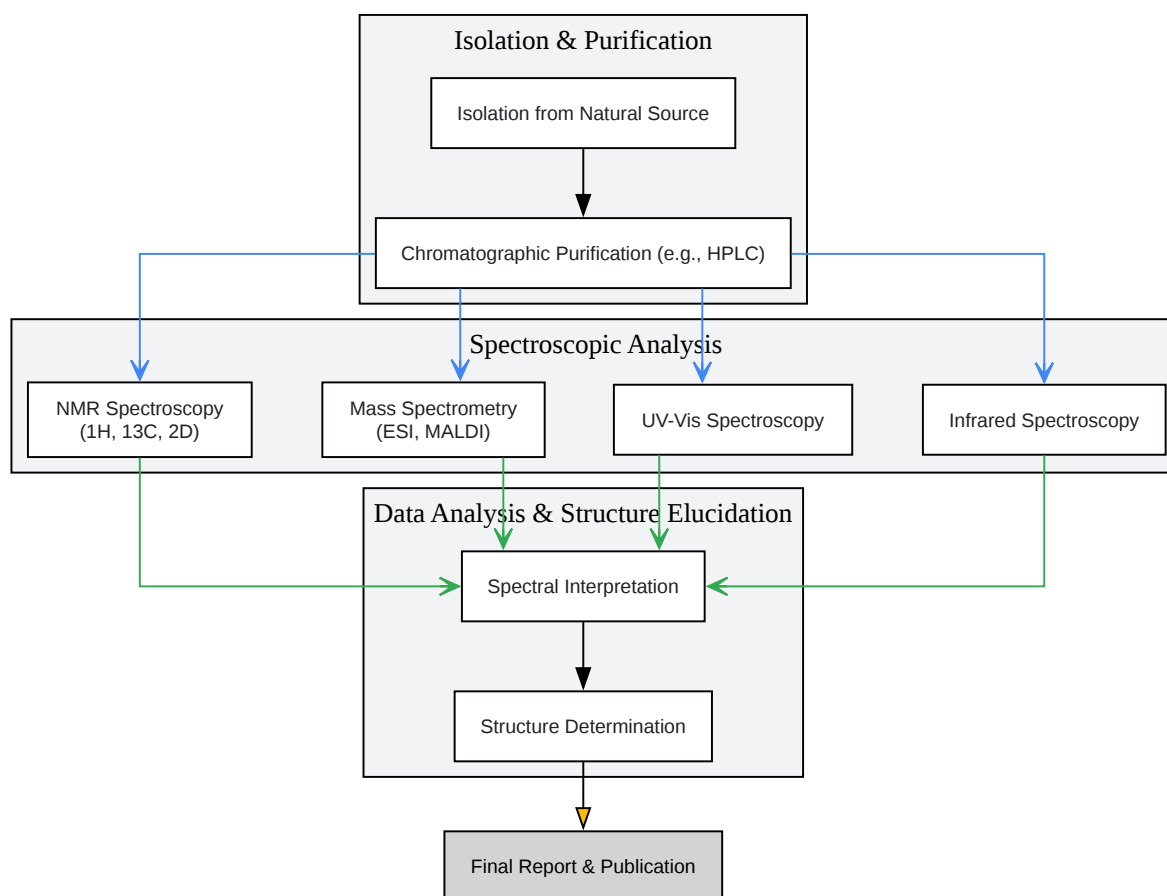 Isolation & Purification
Isolation from Natural Source
Chromatographic Purification (e.g., HPLC)
Spectroscopic Analysis
NMR Spectroscopy
(1H, 13C, 2D)
Mass Spectrometry
(ESI, MALDI)
UV-Vis Spectroscopy
Infrared Spectroscopy
Data Analysis & Structure Elucidation
Spectral Interpretation
Structure Determination
Final Report & Publication